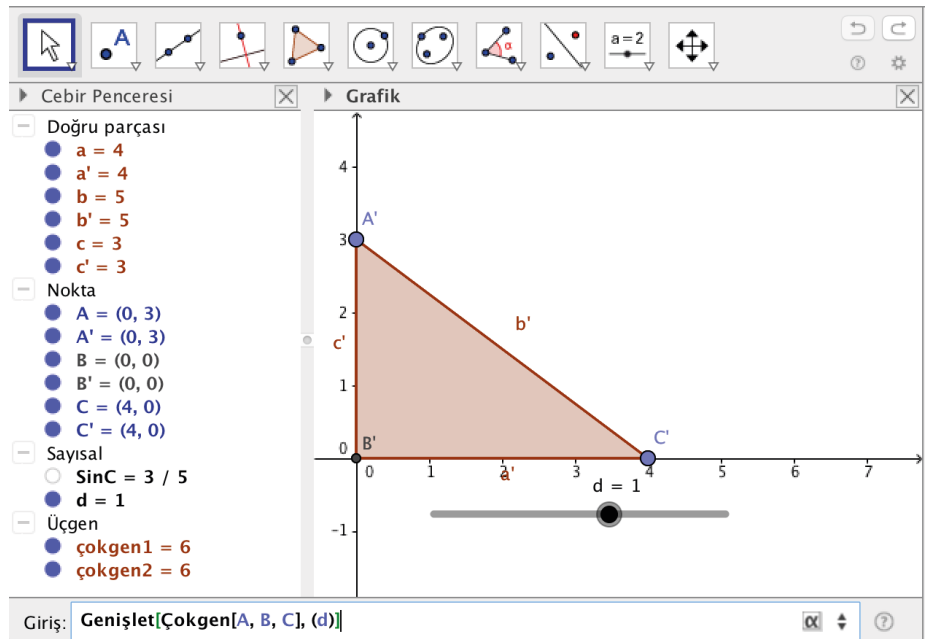 A
α
a=2
Cebir Penceresi
Grafik
Doğru parçası
a = 4
a' = 4
b = 5
b' = 5
c = 3
c' = 3
Nokta
A = (0, 3)
A' = (0, 3)
B = (0, 0)
B' = (0, 0)
C = (4, 0)
C' = (4, 0)
Sayısal
SinC = 3 / 5
d = 1
Üçgen
çokgen1 = 6
çokgen2 = 6
4
A'
3
2
b'
c'
1
0
B'
C'
0 1 2 3 4 5 6 7
a'
d = 1
-1
Giriş: Genişlet[Çokgen[A, B, C], (d)]
α